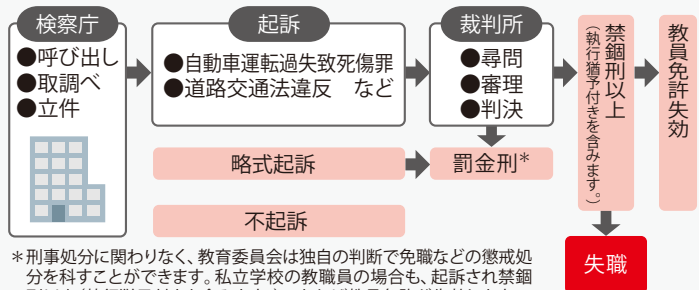 検察庁
●呼び出し
●取調べ
●立件
起訴
●自動車運転過失致死傷罪
●道路交通法違反　など
略式起訴
不起訴
裁判所
●尋問
●審理
●判決
罰金刑＊
禁錮刑以上
（執行猶予付きを含みます。）
教員免許失効
失職
＊刑事処分に関わりなく、教育委員会は独自の判断で免職などの懲戒処
分を科すことができます。私立学校の教職員の場合も、起訴され禁錮